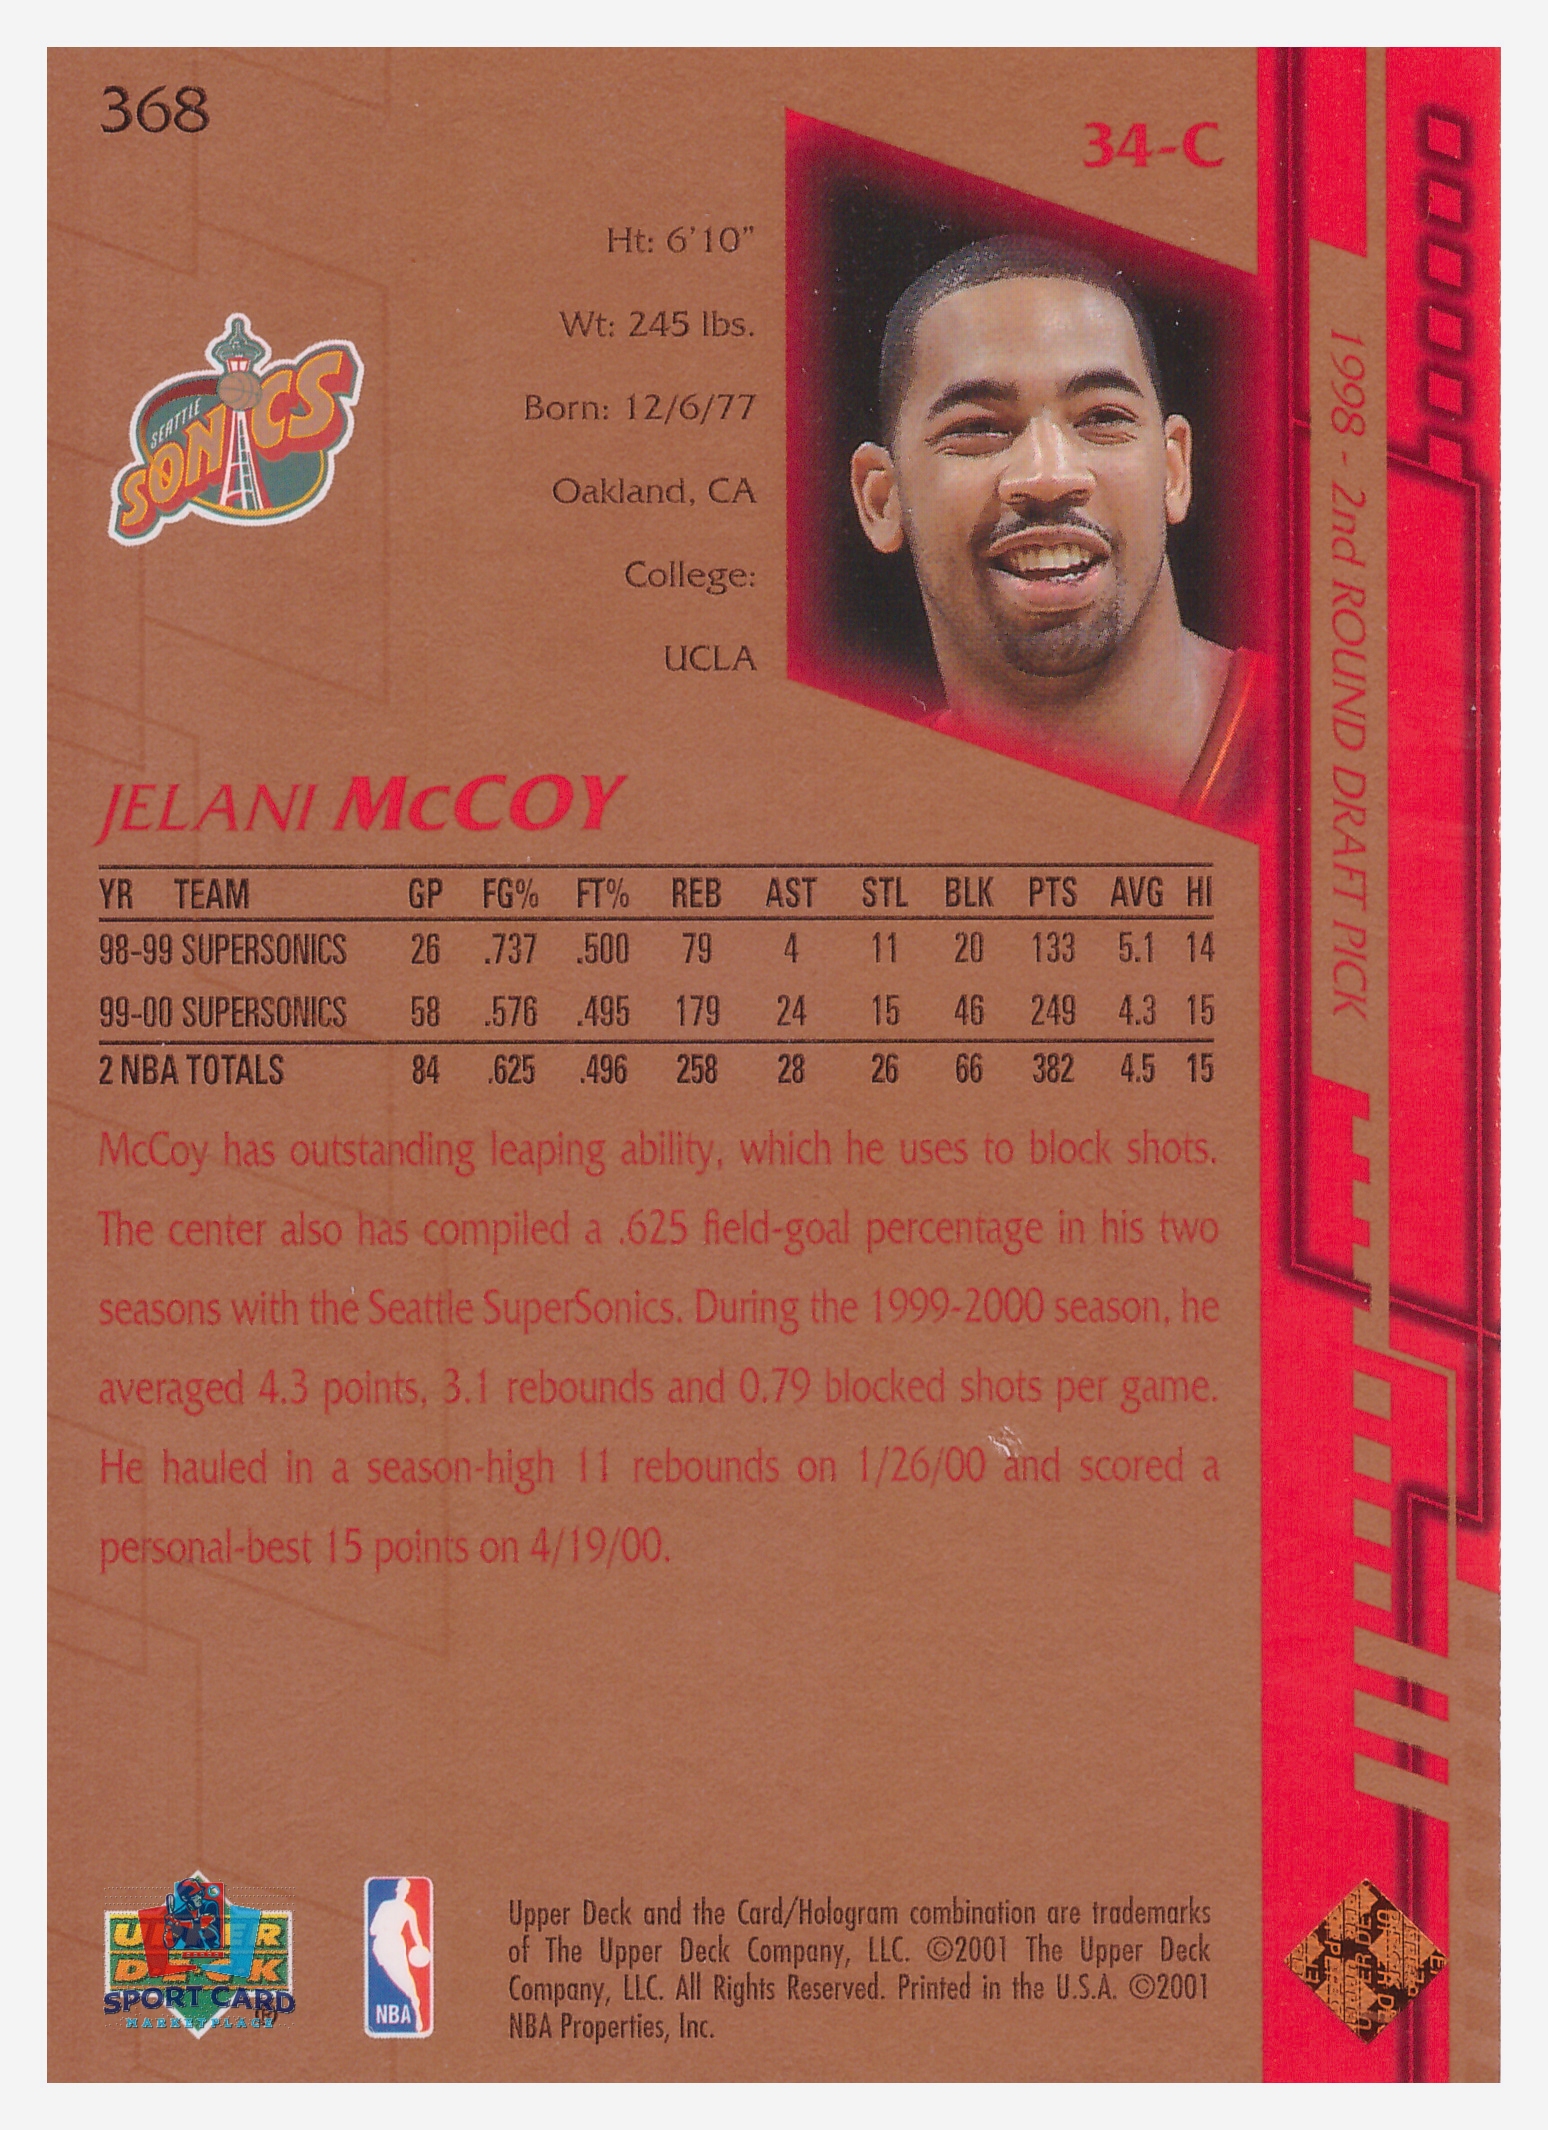 368
34-C
Ht: 6'10"
Wt: 245 lbs.
Born: 12/6/77
Oakland, CA
College:
UCLA
SEATTLE
SONICS
1998 - 2nd ROUND DRAFT PICK
JELANI McCOY
YR TEAM GP FG% FT% REB AST STL BLK PTS AVG HI
98-99 SUPERSONICS 26 .737 .500 79 4 11 20 133 5.1 14
99-00 SUPERSONICS 58 .576 .495 179 24 15 46 249 4.3 15
2 NBA TOTALS 84 .625 .496 258 28 26 66 382 4.5 15
McCoy has outstanding leaping ability, which he uses to block shots.
The center also has compiled a .625 field-goal percentage in his two
seasons with the Seattle SuperSonics. During the 1999-2000 season, he
averaged 4.3 points, 3.1 rebounds and 0.79 blocked shots per game.
He hauled in a season-high 11 rebounds on 1/26/00 and scored a
personal-best 15 points on 4/19/00.
SPORT CARD
MARKETPLACE
NBA
Upper Deck and the Card/Hologram combination are trademarks
of The Upper Deck Company, LLC. ©2001 The Upper Deck
Company, LLC. All Rights Reserved. Printed in the U.S.A. ©2001
NBA Properties, Inc.